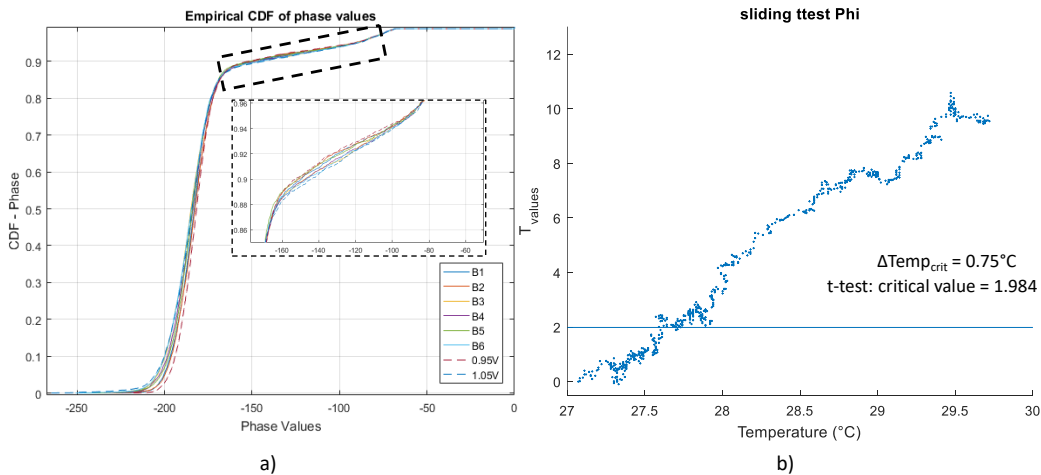 Empirical CDF of phase values
CDF - Phase
0.9
0.8
0.7
0.6
0.5
0.4
0.3
0.2
0.1
0
-250
-200
-150
-100
-50
0
Phase Values
0.96
0.94
0.92
0.9
0.88
0.86
-160
-140
-120
-100
-80
-60
B1
B2
B3
B4
B5
B6
0.95V
1.05V
a)
sliding ttest Phi
T values
12
10
8
6
4
2
0
27
27.5
28
28.5
29
29.5
30
Temperature (°C)
ΔTempcrit = 0.75°C
t-test: critical value = 1.984
b)